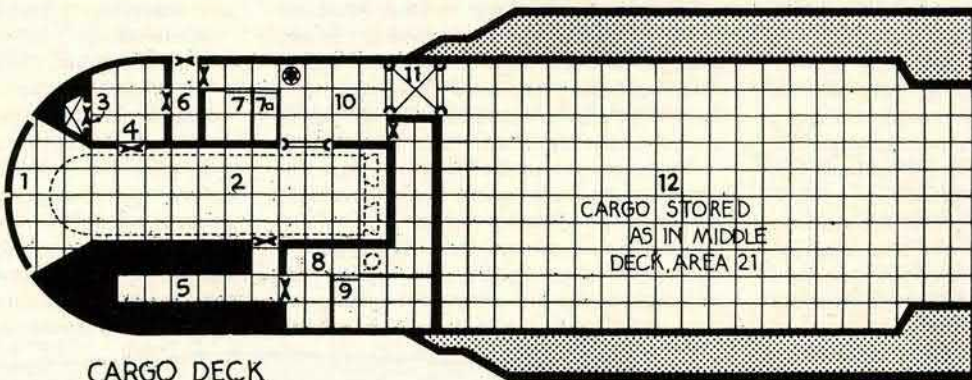 11
3
6
7
7a
10
4
1
2
12
CARGO STORED
AS IN MIDDLE
DECK, AREA 21
8
5
9
CARGO DECK